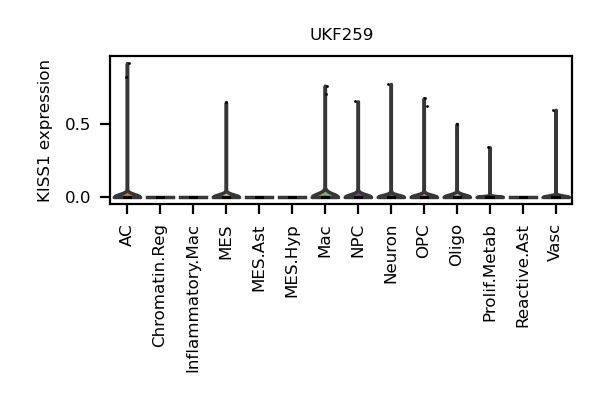 UKF259
KISS1 expression
0.5
0.0
AC
Chromatin.Reg
Inflammatory.Mac
MES
MES.Ast
MES.Hyp
Mac
NPC
Neuron
OPC
Oligo
Prolif.Metab
Reactive.Ast
Vasc